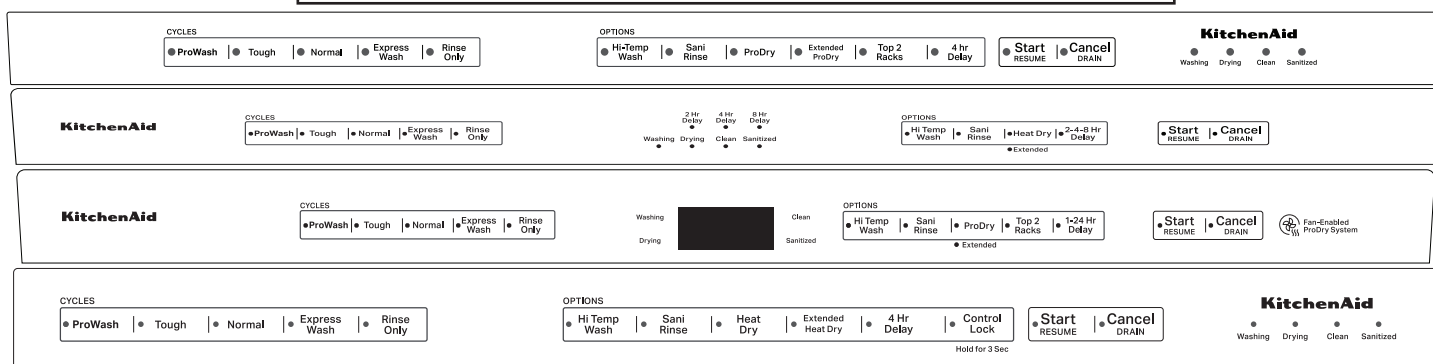 CYCLES
ProWash Tough Normal Express Wash Rinse Only
OPTIONS
Hi-Temp Wash Sani Rinse ProDry Extended ProDry Top 2 Racks 4 hr Delay
Start RESUME Cancel DRAIN
KitchenAid
Washing Drying Clean Sanitized
KitchenAid
CYCLES
ProWash Tough Normal Express Wash Rinse Only
2 Hr Delay 4 Hr Delay 8 Hr Delay
Washing Drying Clean Sanitized
OPTIONS
Hi Temp Wash Sani Rinse Heat Dry 2-4-8 Hr Delay
Extended
Start RESUME Cancel DRAIN
KitchenAid
CYCLES
ProWash Tough Normal Express Wash Rinse Only
Washing Clean
Drying Sanitized
OPTIONS
Hi Temp Wash Sani Rinse ProDry Top 2 Racks 1-24 Hr Delay
Extended
Start RESUME Cancel DRAIN
Fan-Enabled
ProDry System
CYCLES
ProWash Tough Normal Express Wash Rinse Only
OPTIONS
Hi Temp Wash Sani Rinse Heat Dry Extended Heat Dry 4 Hr Delay Control Lock
Hold for 3 Sec
Start RESUME Cancel DRAIN
KitchenAid
Washing Drying Clean Sanitized